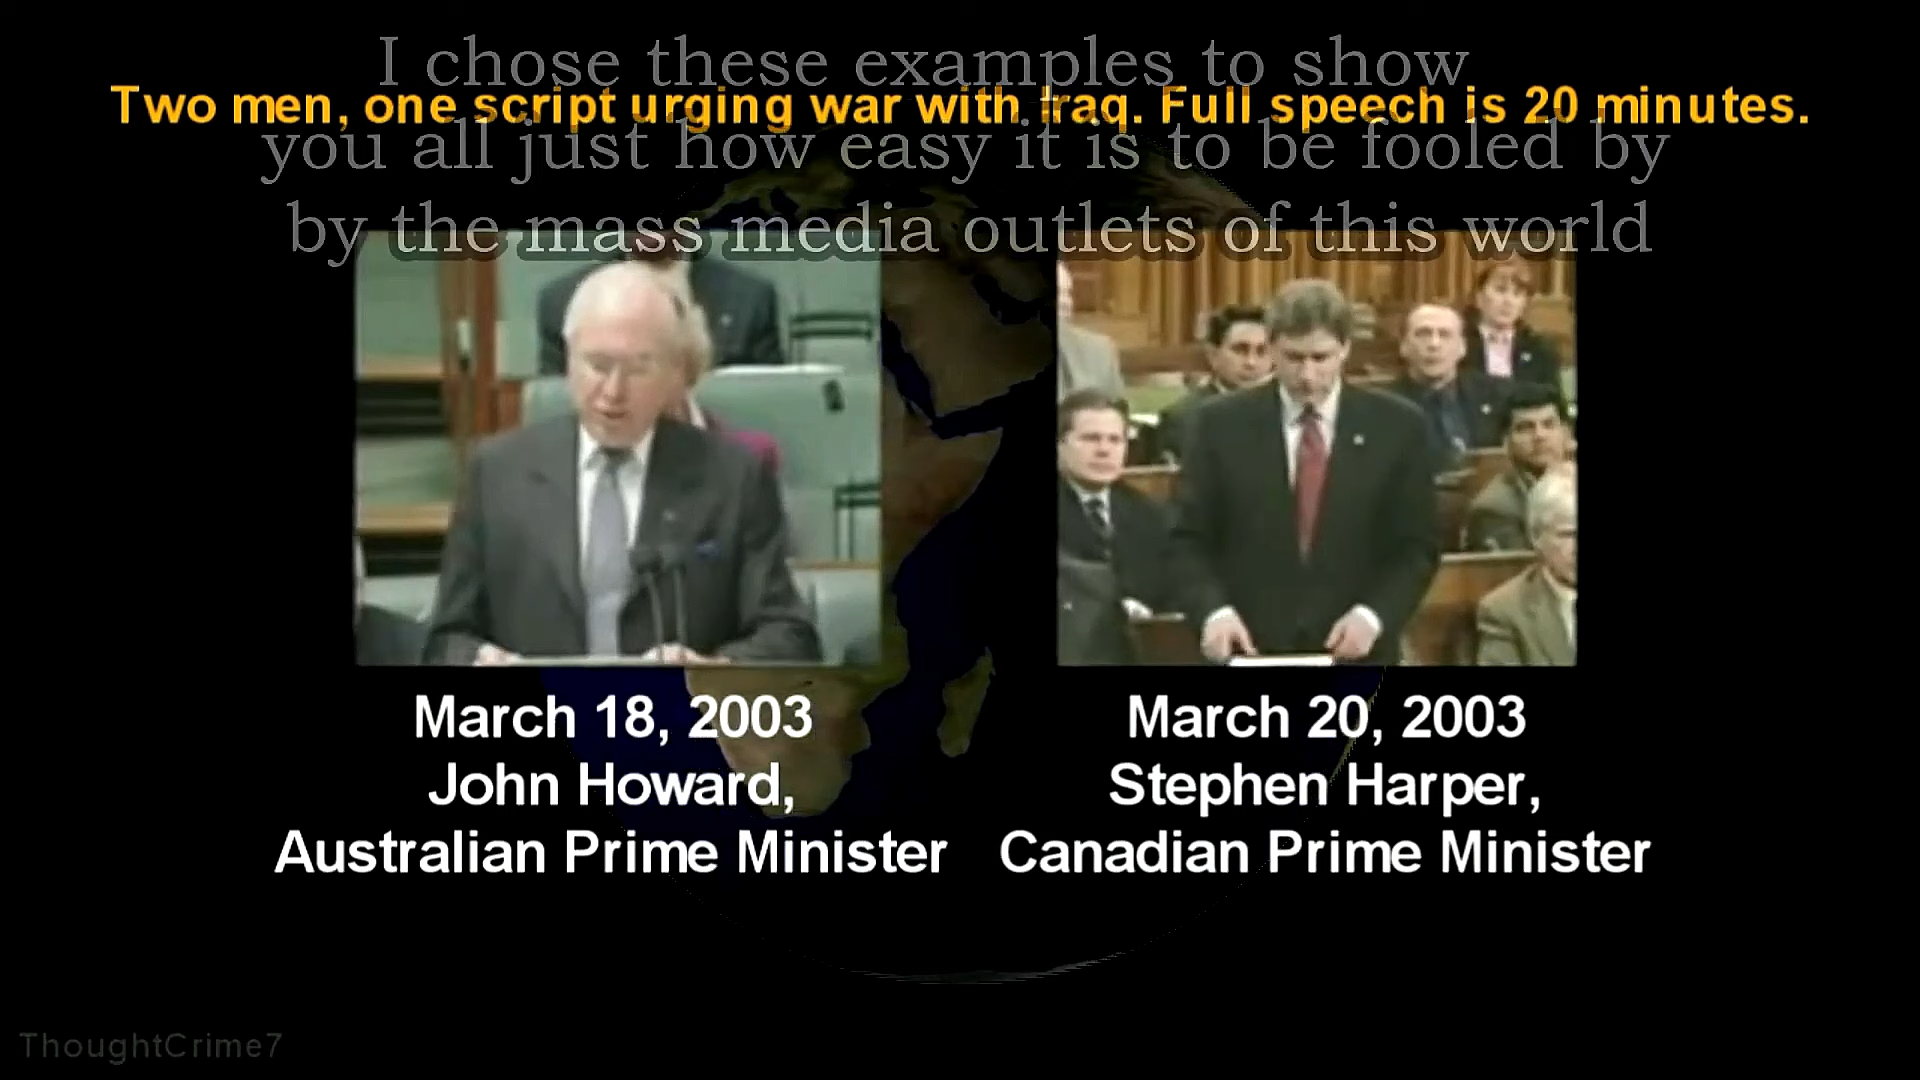 I chose these examples to show
Two men, one script urging war with Iraq. Full speech is 20 minutes.
you all just how easy it is to be fooled by
by the mass media outlets of this world
March 18, 2003
John Howard,
Australian Prime Minister
March 20, 2003
Stephen Harper,
Canadian Prime Minister
ThoughtCrime7